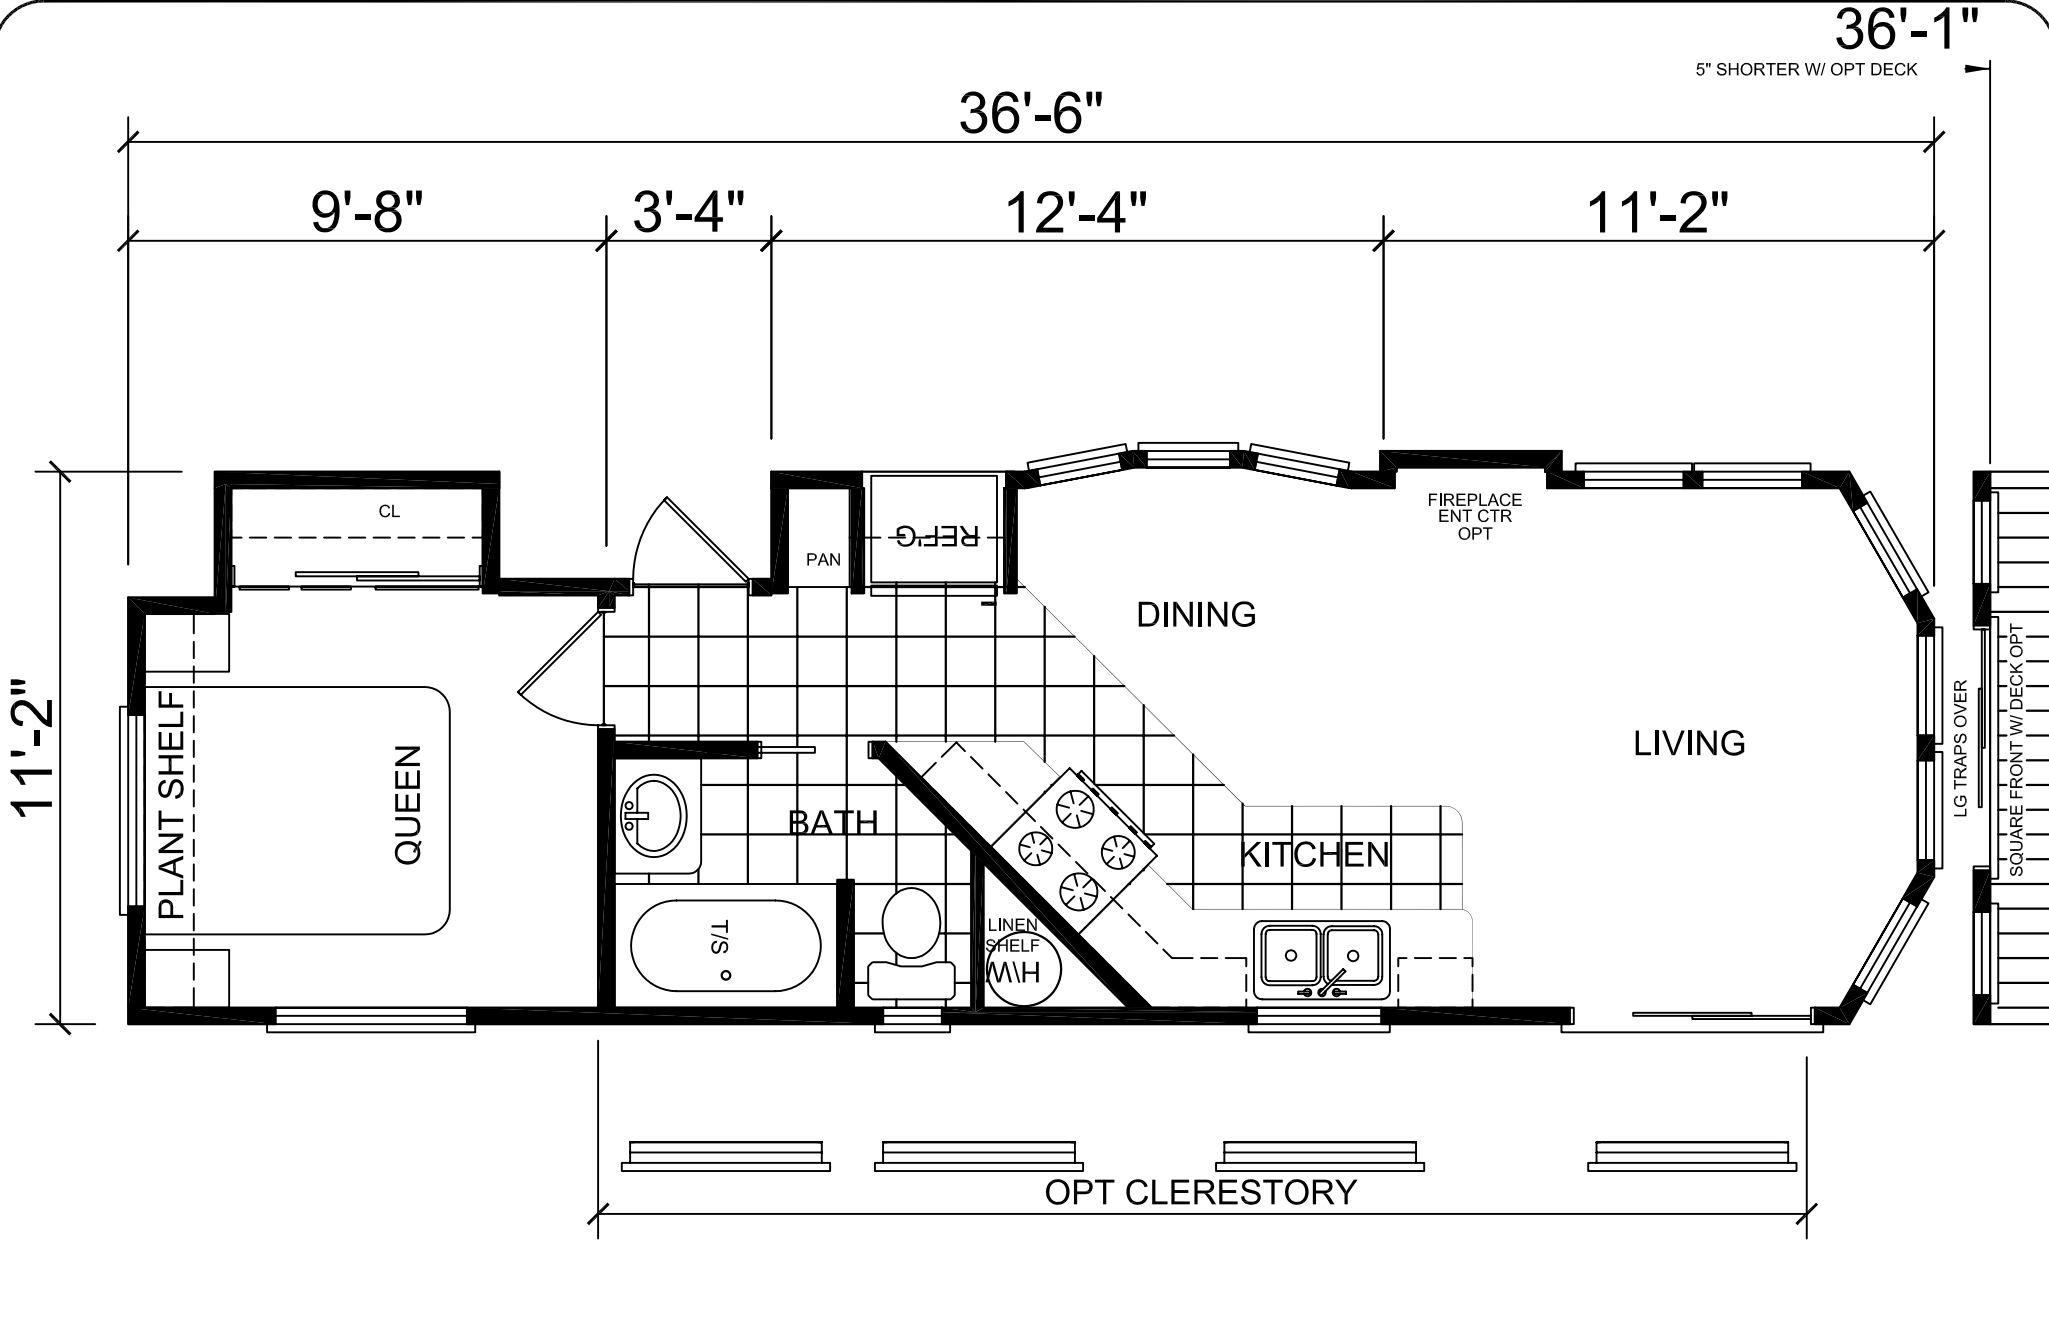 36'-1"
5" SHORTER W/ OPT DECK
36'-6"
9'-8"
3'-4"
12'-4"
11'-2"
11'-2"
CL
PAN
REF'G
FIREPLACE
ENT CTR
OPT
DINING
LIVING
PLANT SHELF
QUEEN
BATH
KITCHEN
T/S
LINEN
SHELF
W\H
LG TRAPS OVER
SQUARE FRONT W/ DECK OPT
OPT CLERESTORY